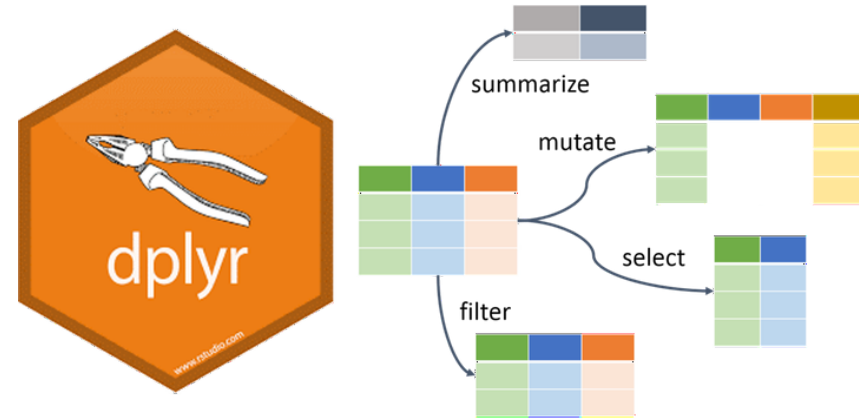 dplyr
www.rstudio.com
summarize
mutate
select
filter